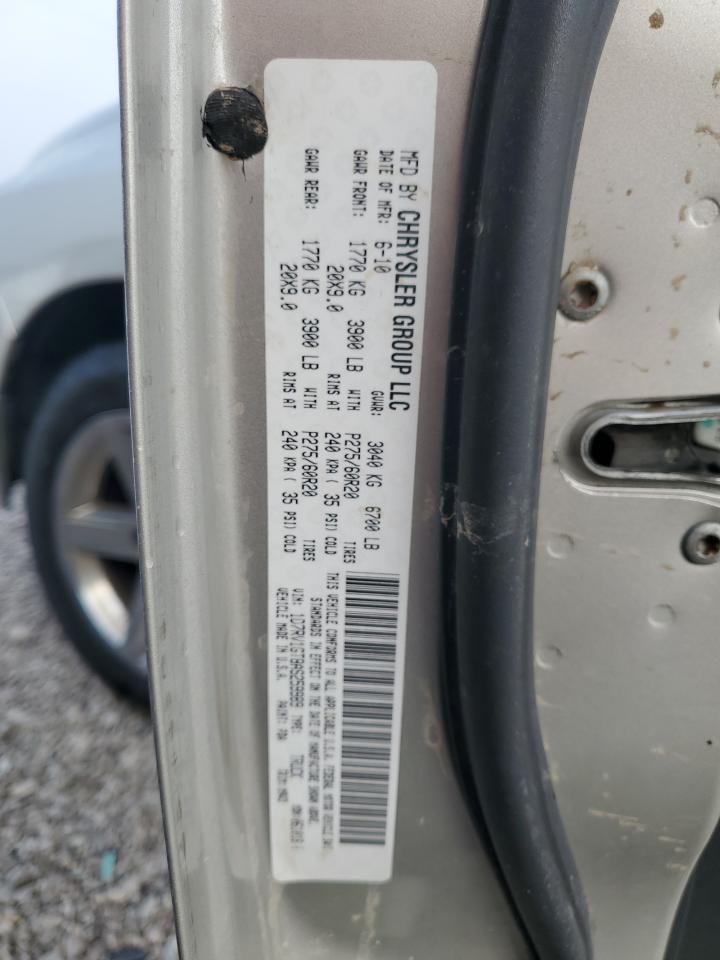 MFD BY CHRYSLER GROUP LLC
DATE OF MFR: 6-10 GVWR: 3040 KG 6700 LB
GAWR FRONT: 1770 KG 3900 LB WITH P275/60R20 TIRES
20X9.0 RIMS AT 240 KPA ( 35 PSI) COLD
GAWR REAR: 1770 KG 3900 LB WITH P275/60R20 TIRES
20X9.0 RIMS AT 240 KPA ( 35 PSI) COLD
THIS VEHICLE CONFORMS TO ALL APPLICABLE U.S.A. FEDERAL MOTOR VEHICLE
STANDARDS IN EFFECT ON THE DATE OF MANUFACTURE SHOWN ABOVE.
VIN: 1D7RV1GT8AS259989 TYPE: TRUCK
VEHICLE MADE IN U.S.A. PAINT: